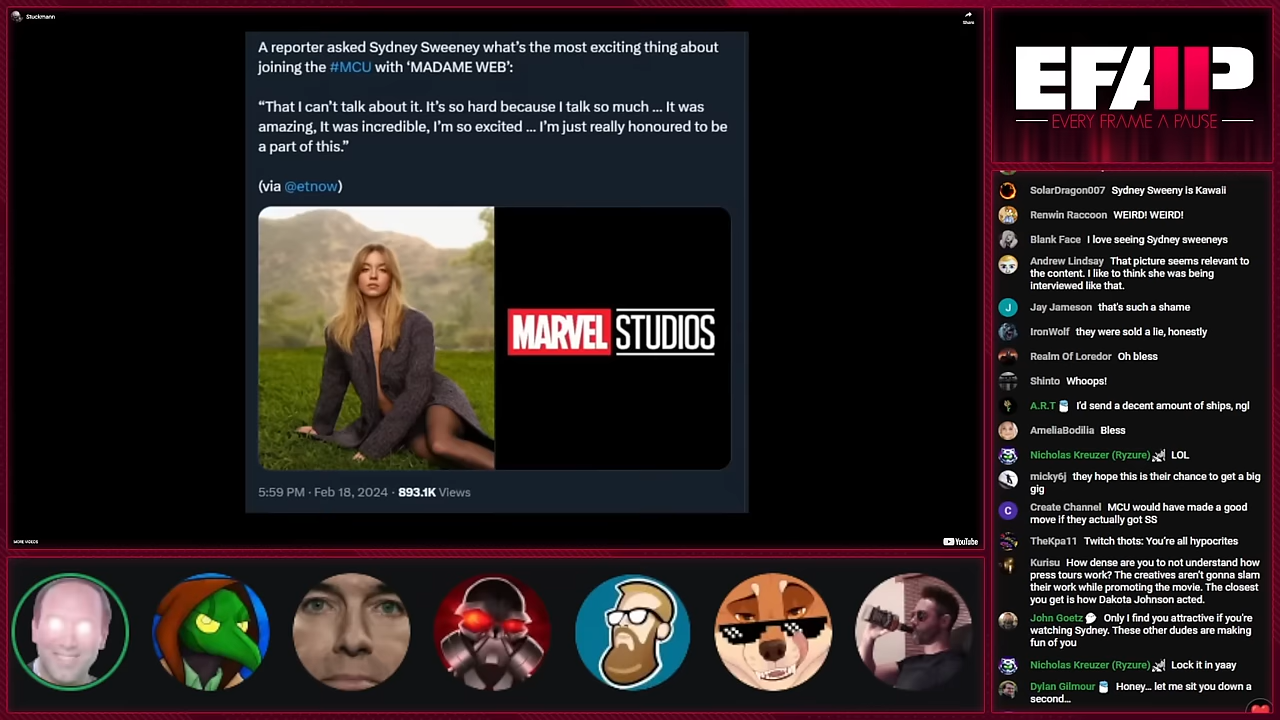 Stuckmann
Share
A reporter asked Sydney Sweeney what's the most exciting thing about
joining the #MCU with 'MADAME WEB':
"That I can't talk about it. It's so hard because I talk so much ... It was
amazing, It was incredible, I'm so excited ... I'm just really honoured to be
a part of this."
(via @etnow)
MARVEL STUDIOS
5:59 PM · Feb 18, 2024 · 893.1K Views
MORE VIDEOS
YouTube
EFAP
EVERY FRAME A PAUSE
SolarDragon007 Sydney Sweeny is Kawaii
Renwin Raccoon WEIRD! WEIRD!
Blank Face I love seeing Sydney sweeneys
Andrew Lindsay That picture seems relevant to
the content. I like to think she was being
interviewed like that.
J
Jay Jameson that's such a shame
IronWolf they were sold a lie, honestly
Realm Of Loredor Oh bless
Shinto Whoops!
A.R.T I'd send a decent amount of ships, ngl
AmeliaBodilia Bless
Nicholas Kreuzer (Ryzure) LOL
micky6j they hope this is their chance to get a big
gig
C
Create Channel MCU would have made a good
move if they actually got SS
TheKpa11 Twitch thots: You're all hypocrites
Kurisu How dense are you to not understand how
press tours work? The creatives aren't gonna slam
their work while promoting the movie. The closest
you get is how Dakota Johnson acted.
John Goetz Only I find you attractive if you're
watching Sydney. These other dudes are making
fun of you
Nicholas Kreuzer (Ryzure) Lock it in yaay
Dylan Gilmour Honey... let me sit you down a
second...